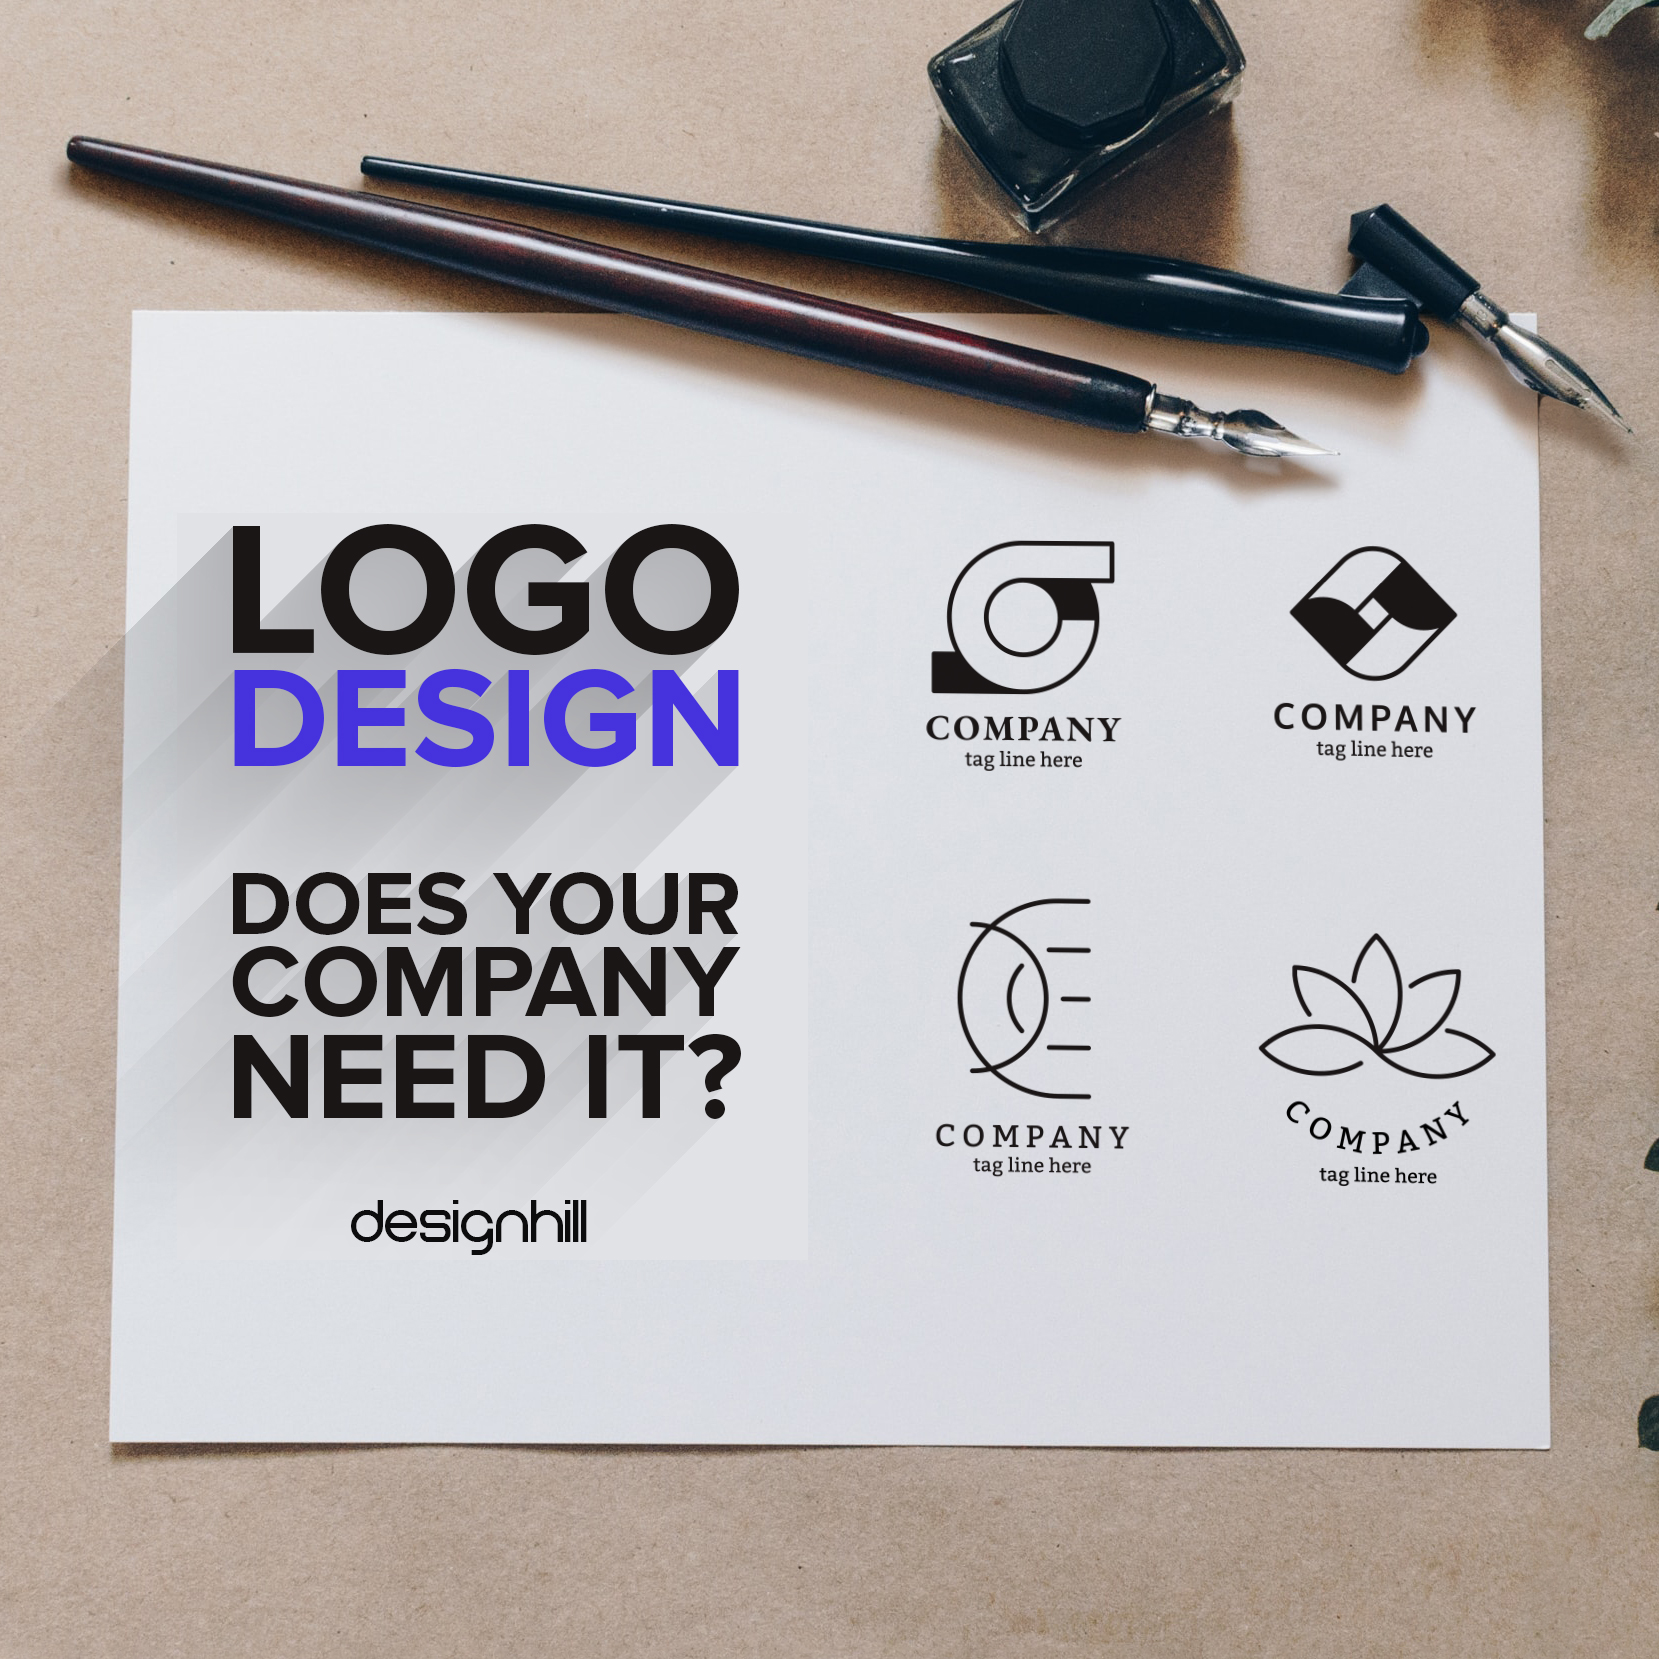 LOGO
DESIGN
DOES YOUR
COMPANY
NEED IT?
designhill
COMPANY
tag line here
COMPANY
tag line here
COMPANY
tag line here
COMPANY
tag line here